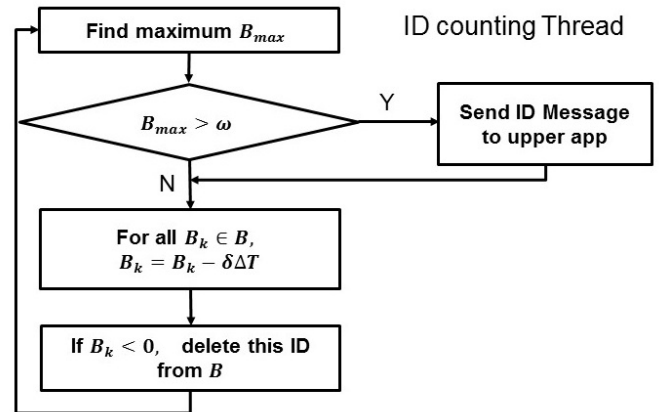 ID counting Thread
Find maximum B_max
B_max > ω
Y
Send ID Message
to upper app
N
For all B_k ∈ B,
B_k = B_k − δΔT
If B_k < 0, delete this ID
from B